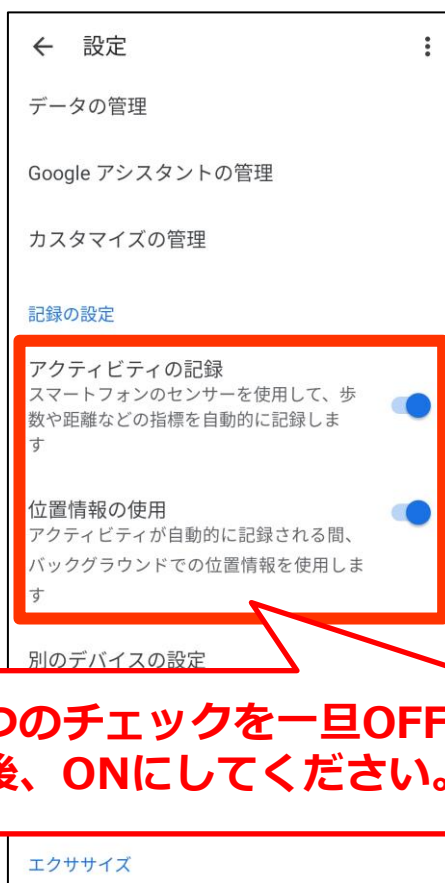 ← 設定
データの管理
Google アシスタントの管理
カスタマイズの管理
記録の設定
アクティビティの記録
スマートフォンのセンサーを使用して、歩
数や距離などの指標を自動的に記録しま
す
位置情報の使用
アクティビティが自動的に記録される間、
バックグラウンドでの位置情報を使用しま
す
別のデバイスの設定
つのチェックを一旦OFF
後、ONにしてください。
エクササイズ